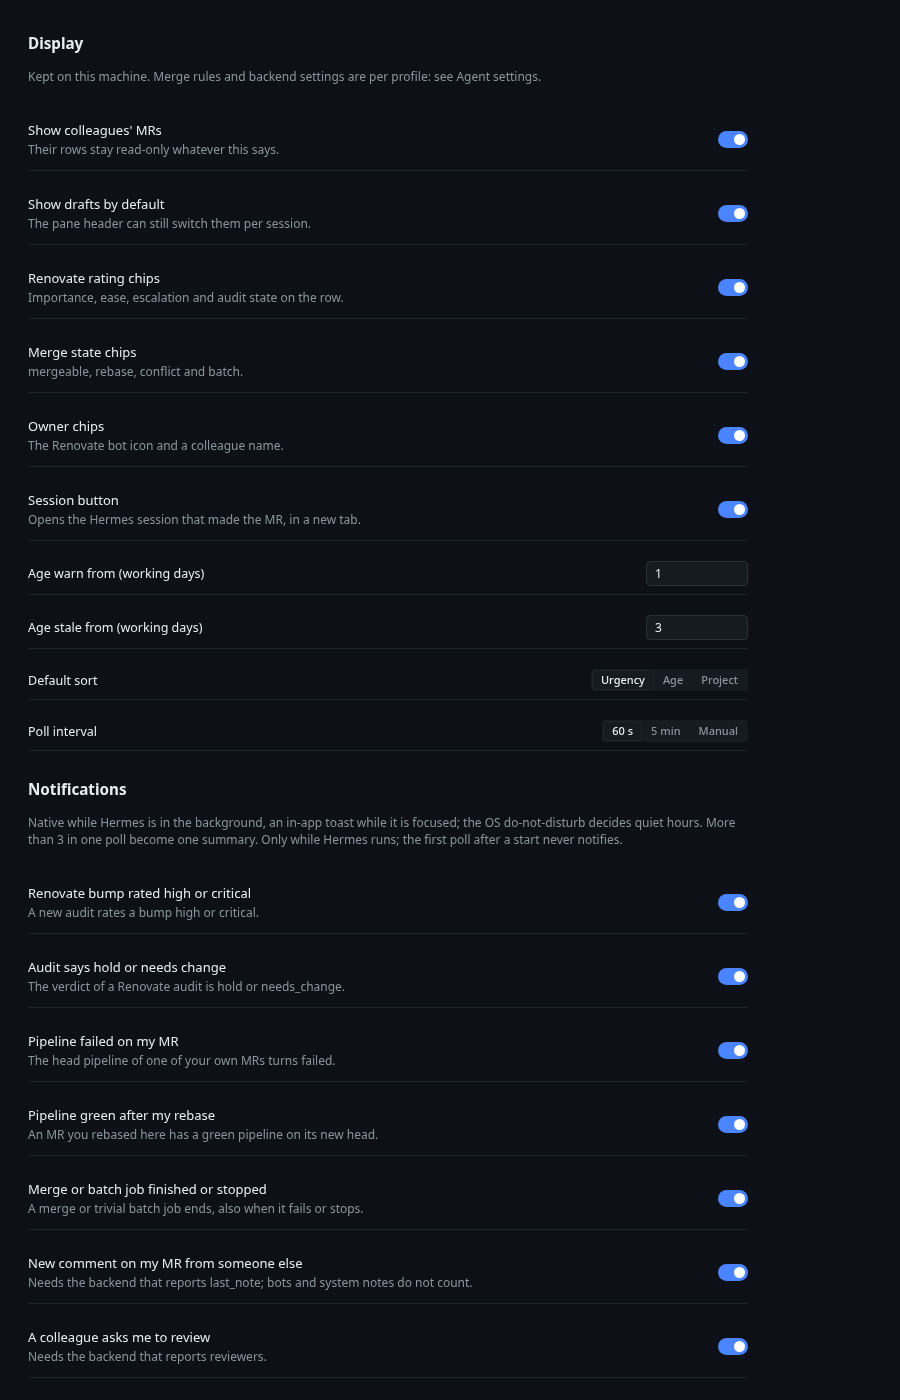 Display
Kept on this machine. Merge rules and backend settings are per profile: see Agent settings.
Show colleagues' MRs
Their rows stay read-only whatever this says.
Show drafts by default
The pane header can still switch them per session.
Renovate rating chips
Importance, ease, escalation and audit state on the row.
Merge state chips
mergeable, rebase, conflict and batch.
Owner chips
The Renovate bot icon and a colleague name.
Session button
Opens the Hermes session that made the MR, in a new tab.
Age warn from (working days) 1
Age stale from (working days) 3
Default sort Urgency Age Project
Poll interval 60 s 5 min Manual
Notifications
Native while Hermes is in the background, an in-app toast while it is focused; the OS do-not-disturb decides quiet hours. More
than 3 in one poll become one summary. Only while Hermes runs; the first poll after a start never notifies.
Renovate bump rated high or critical
A new audit rates a bump high or critical.
Audit says hold or needs change
The verdict of a Renovate audit is hold or needs_change.
Pipeline failed on my MR
The head pipeline of one of your own MRs turns failed.
Pipeline green after my rebase
An MR you rebased here has a green pipeline on its new head.
Merge or batch job finished or stopped
A merge or trivial batch job ends, also when it fails or stops.
New comment on my MR from someone else
Needs the backend that reports last_note; bots and system notes do not count.
A colleague asks me to review
Needs the backend that reports reviewers.